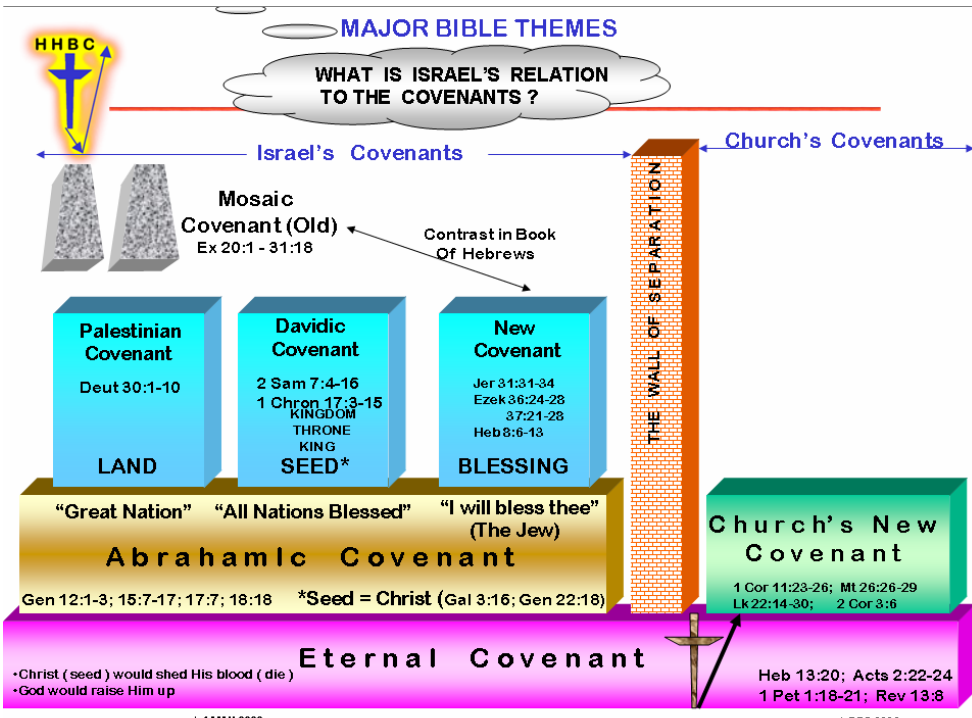 MAJOR BIBLE THEMES
HHBC
WHAT IS ISRAEL'S RELATION
TO THE COVENANTS ?
Israel's Covenants
Church's Covenants
Mosaic
Covenant (Old)
Ex 20:1 - 31:18
Contrast in Book
Of Hebrews
THE WALL OF SEPARATION
Palestinian
Covenant
Deut 30:1-10
LAND
Davidic
Covenant
2 Sam 7:4-16
1 Chron 17:3-15
KINGDOM
THRONE
KING
SEED*
New
Covenant
Jer 31:31-34
Ezek 36:24-28
37:21-28
Heb 8:6-13
BLESSING
"Great Nation"
"All Nations Blessed"
"I will bless thee"
(The Jew)
Abrahamic Covenant
Gen 12:1-3; 15:7-17; 17:7; 18:18
*Seed = Christ (Gal 3:16; Gen 22:18)
Church's New
Covenant
1 Cor 11:23-26; Mt 26:26-29
Lk 22:14-30; 2 Cor 3:6
Eternal Covenant
•Christ ( seed ) would shed His blood ( die )
•God would raise Him up
Heb 13:20; Acts 2:22-24
1 Pet 1:18-21; Rev 13:8